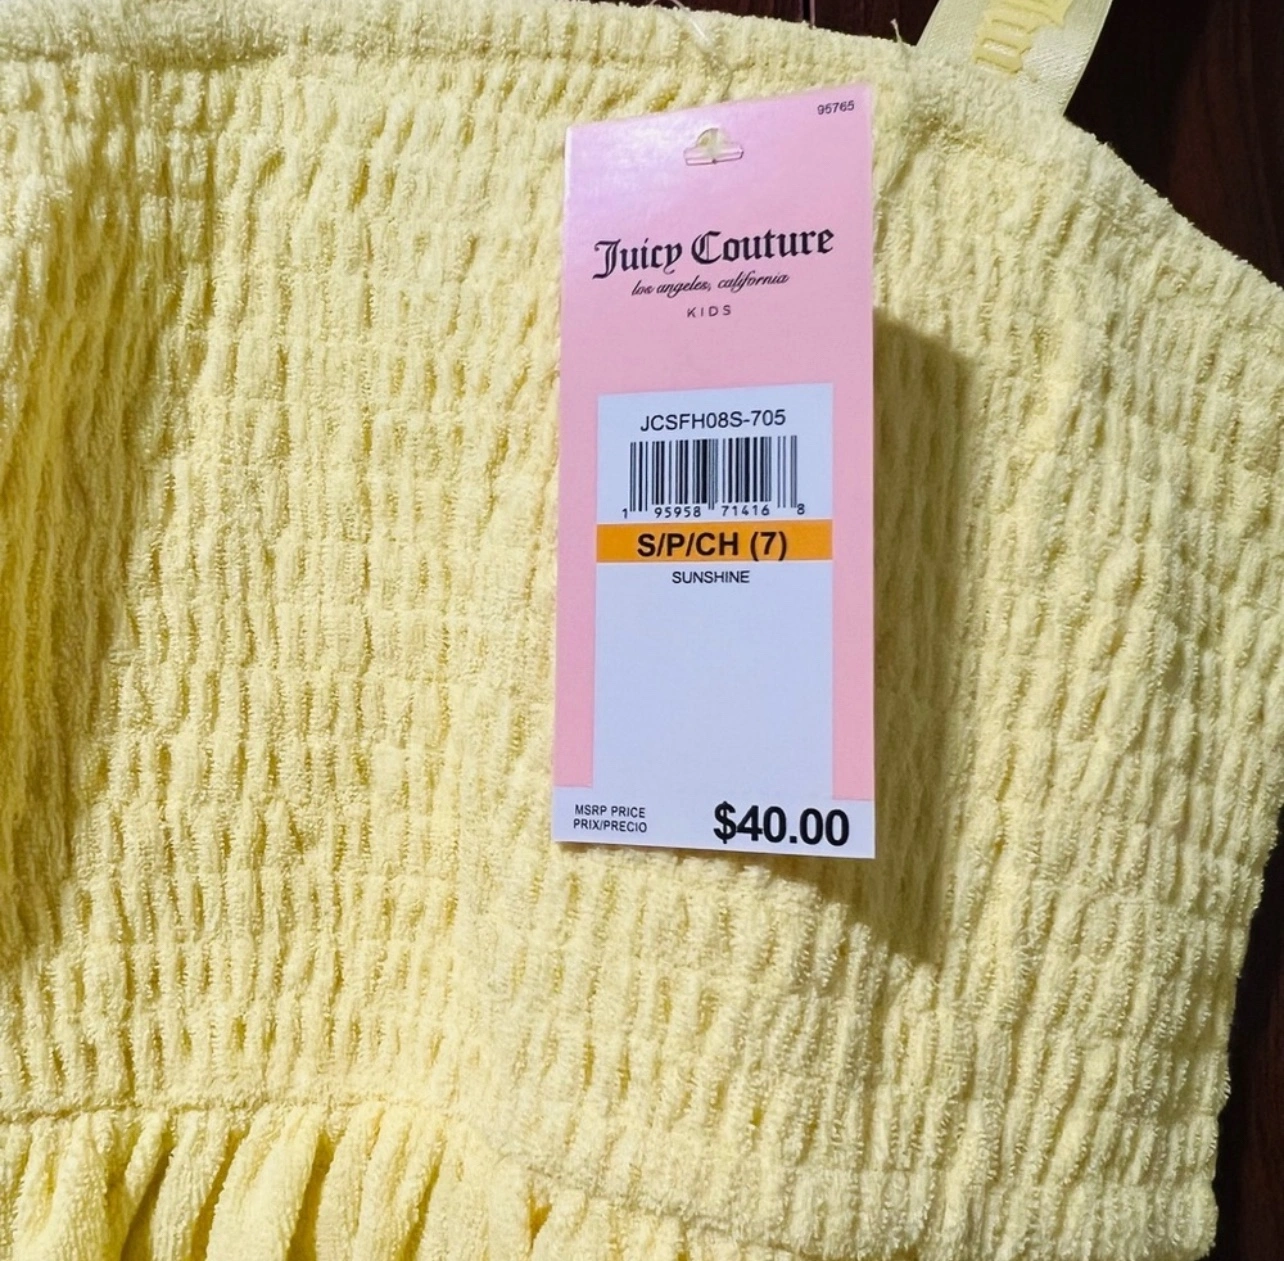 95765
Juicy Couture
los angeles, california
KIDS
JCSFH08S-705
1 95958 71416 8
S/P/CH (7)
SUNSHINE
MSRP PRICE
PRIX/PRECIO
$40.00